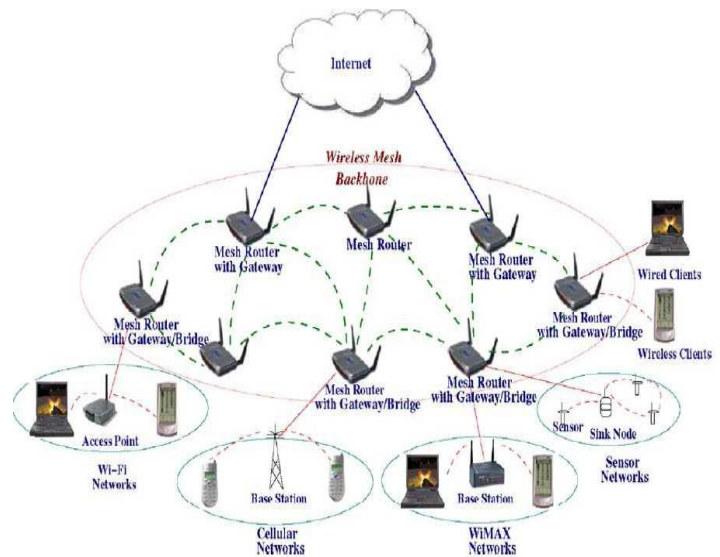 Internet
Wireless Mesh
Backhone
Mesh Router
with Gateway
Mesh Router
Mesh Router
with Gateway
Wired Clients
Mesh Router
with Gateway/Bridge
Mesh Router
with Gateway/Bridge
Wireless Clients
Mesh Router
with Gateway/Bridge
Mesh Router
with Gateway/Bridge
Access Point
Wi-Fi
Networks
Base Station
Cellular
Networks
Base Station
WiMAX
Networks
Sensor
Sink Node
Sensor
Networks